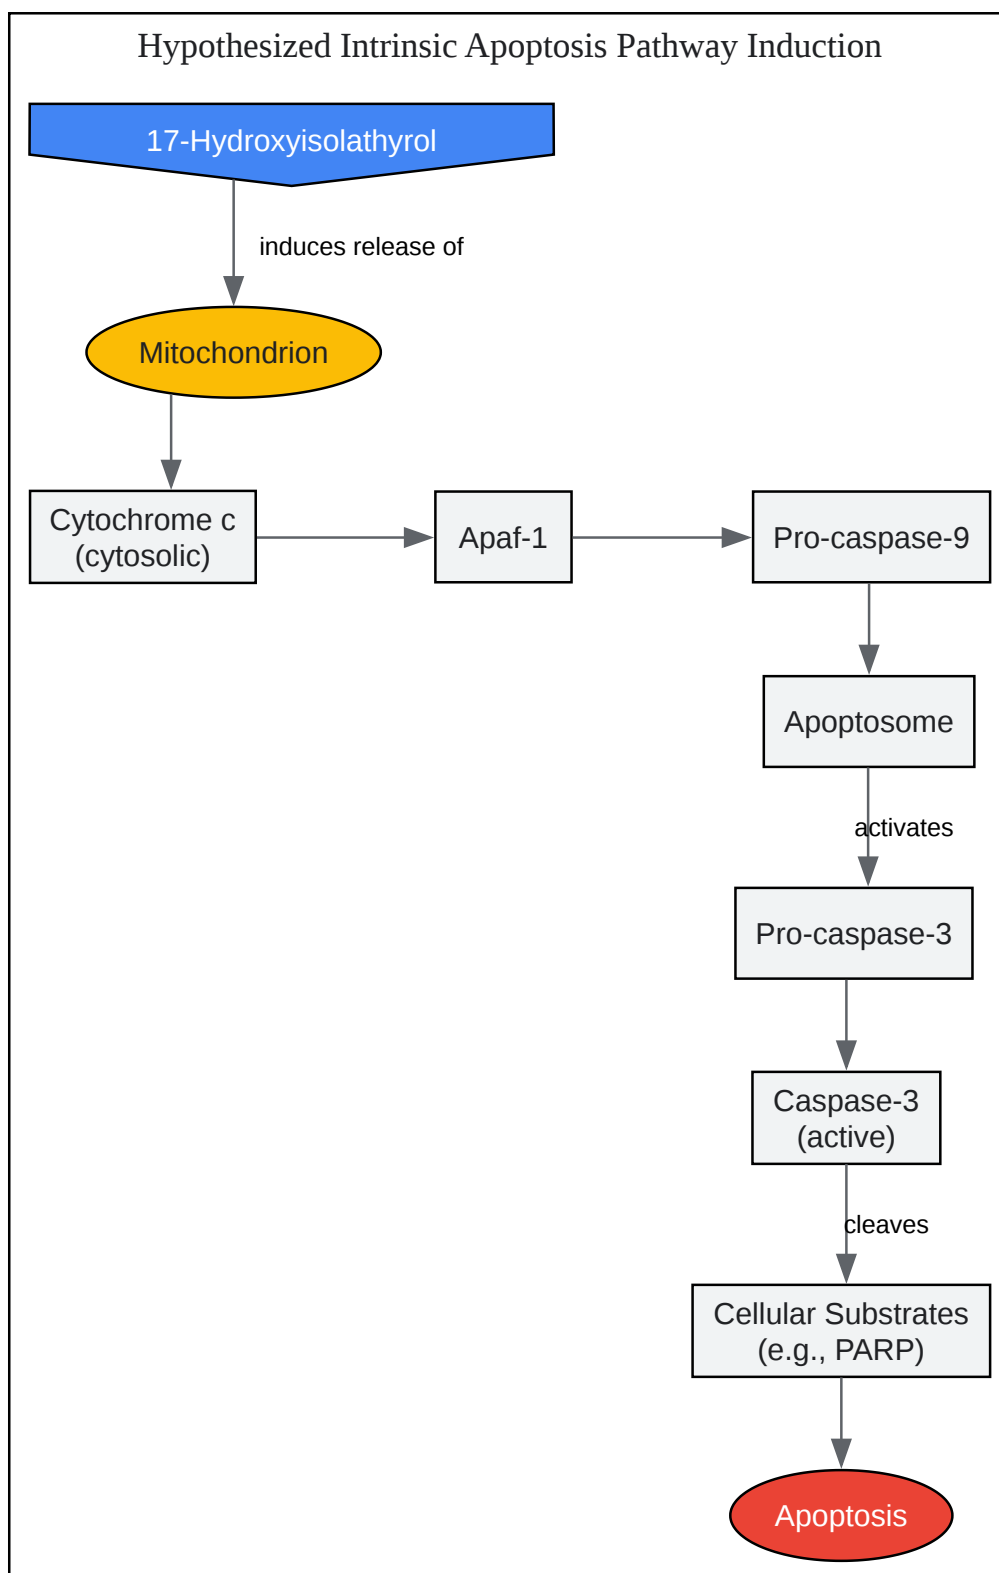 Hypothesized Intrinsic Apoptosis Pathway Induction
17-Hydroxyisolathyrol
induces release of
Mitochondrion
Cytochrome c
(cytosolic)
Apaf-1
Pro-caspase-9
Apoptosome
activates
Pro-caspase-3
Caspase-3
(active)
cleaves
Cellular Substrates
(e.g., PARP)
Apoptosis